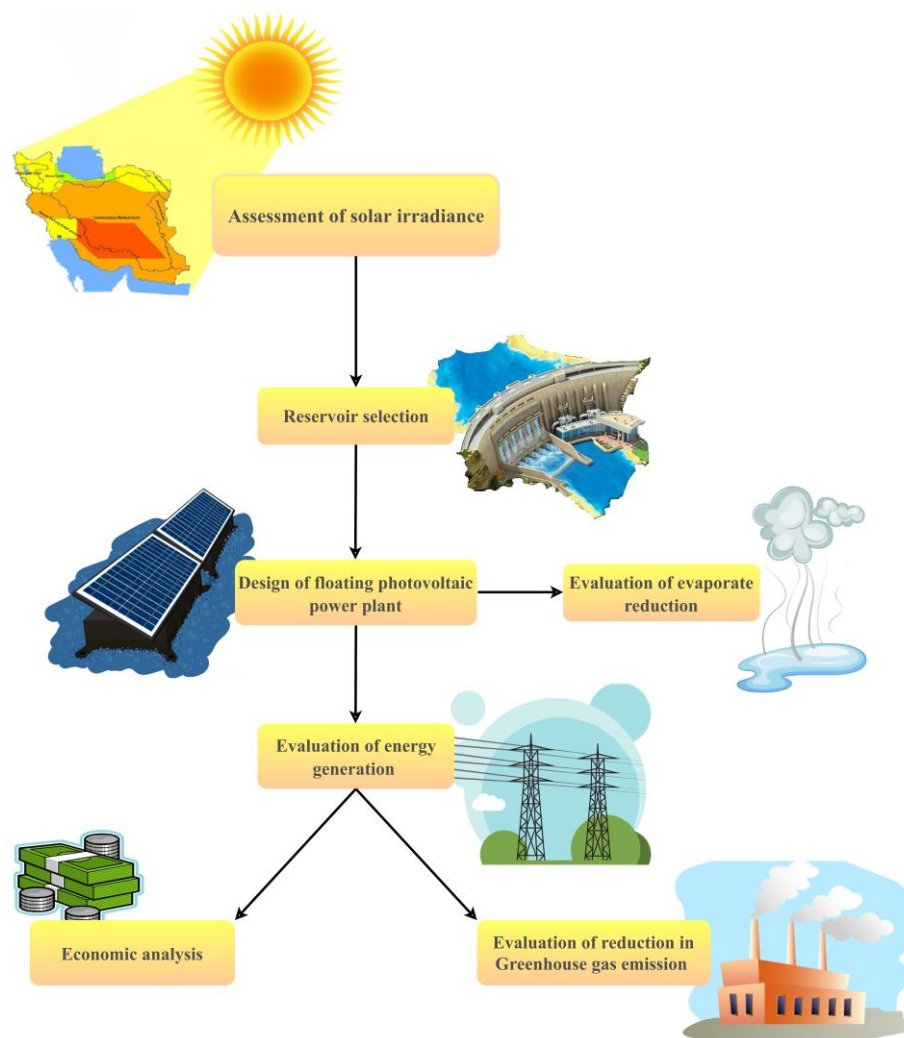 Assessment of solar irradiance
Reservoir selection
Design of floating photovoltaic
power plant
Evaluation of evaporate
reduction
Evaluation of energy
generation
Economic analysis
Evaluation of reduction in
Greenhouse gas emission